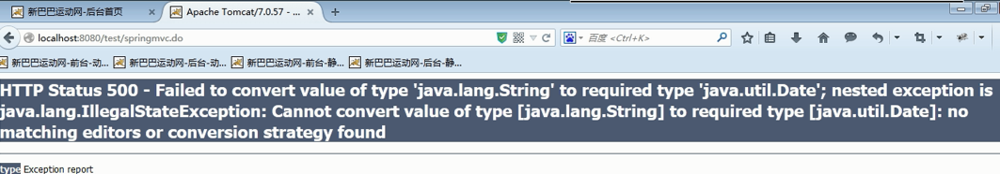 新巴巴运动网-后台首页
Apache Tomcat/7.0.57 - ...
localhost:8080/test/springmvc.do
百度 <Ctrl+K>
新巴巴运动网-前台-动... 新巴巴运动网-后台-动... 新巴巴运动网-前台-静... 新巴巴运动网-后台-静...
HTTP Status 500 - Failed to convert value of type 'java.lang.String' to required type 'java.util.Date'; nested exception is
java.lang.IllegalStateException: Cannot convert value of type [java.lang.String] to required type [java.util.Date]: no
matching editors or conversion strategy found
type Exception report